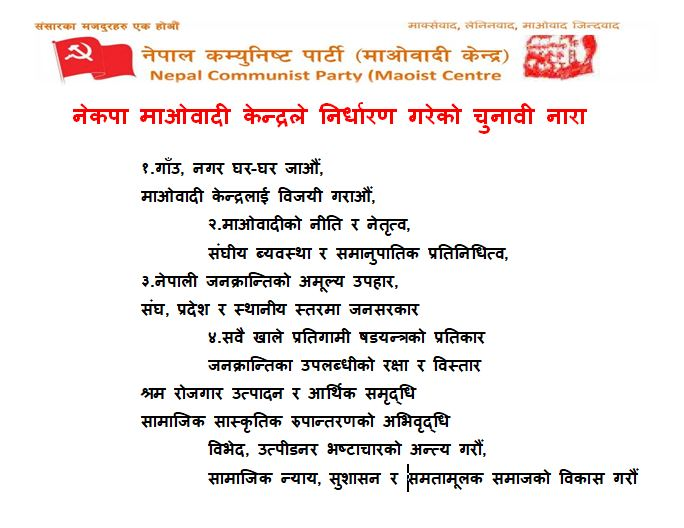 संसारका मजदुरहरु एक होऔं
माक्र्सवाद, लेनिनवाद, माओवाद जिन्दवाद
नेपाल कम्युनिष्ट पार्टी (माओवादी केन्द्र)
Nepal Communist Party (Maoist Centre
नेकपा माओवादी केन्द्रले निर्धारण गरेको चुनावी नारा
१.गाँउ, नगर घर-घर जाऔं,
माओवादी केन्द्रलाई विजयी गराऔं,
२.माओवादीको नीति र नेतृत्व,
संघीय ब्यवस्था र समानुपातिक प्रतिनिधित्व,
३.नेपाली जनक्रान्तिको अमूल्य उपहार,
संघ, प्रदेश र स्थानीय स्तरमा जनसरकार
४.सवै खाले प्रतिगामी षडयन्त्रको प्रतिकार
जनक्रान्तिका उपलब्धीको रक्षा र विस्तार
श्रम रोजगार उत्पादन र आर्थिक समृद्धि
सामाजिक सास्कृतिक रुपान्तरणको अभिवृद्धि
विभेद, उत्पीडनर भष्टाचारको अन्त्य गरौं,
सामाजिक न्याय, सुशासन र समतामूलक समाजको विकास गरौं